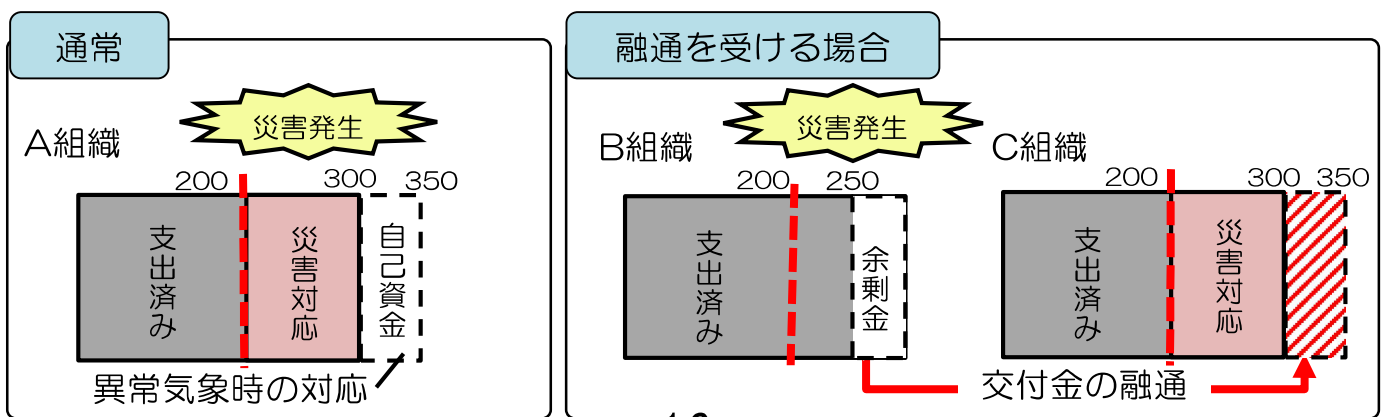 通常
災害発生
A組織
200 300 350
支出済み
災害対応
自己資金
異常気象時の対応
融通を受ける場合
災害発生
B組織
200 250
支出済み
余剰金
C組織
200 300 350
支出済み
災害対応
交付金の融通